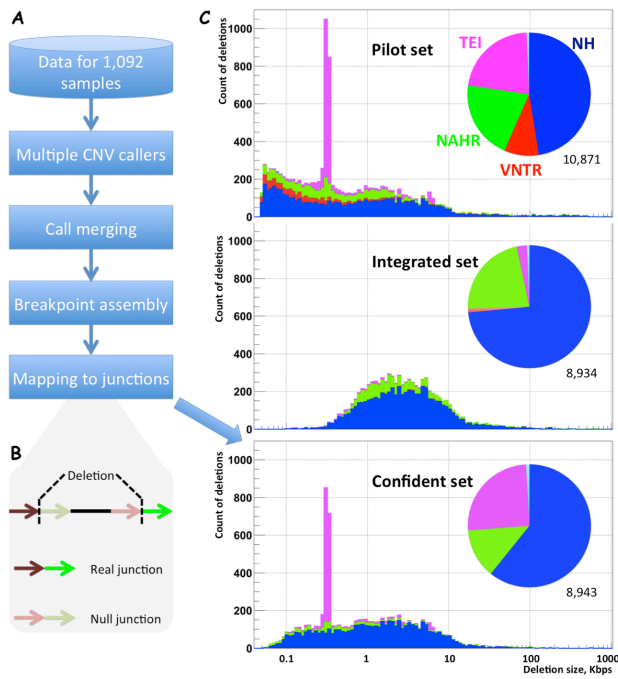 A
Data for 1,092
samples
Multiple CNV callers
Call merging
Breakpoint assembly
Mapping to junctions
B
Deletion
Real junction
Null junction
C
Count of deletions
1000
800
600
400
200
0
Pilot set
TEI
NH
NAHR
VNTR
10,871
Count of deletions
1000
800
600
400
200
0
Integrated set
8,934
Count of deletions
1000
800
600
400
200
0
Confident set
8,943
0.1
1
10
100
1000
Deletion size, Kbps